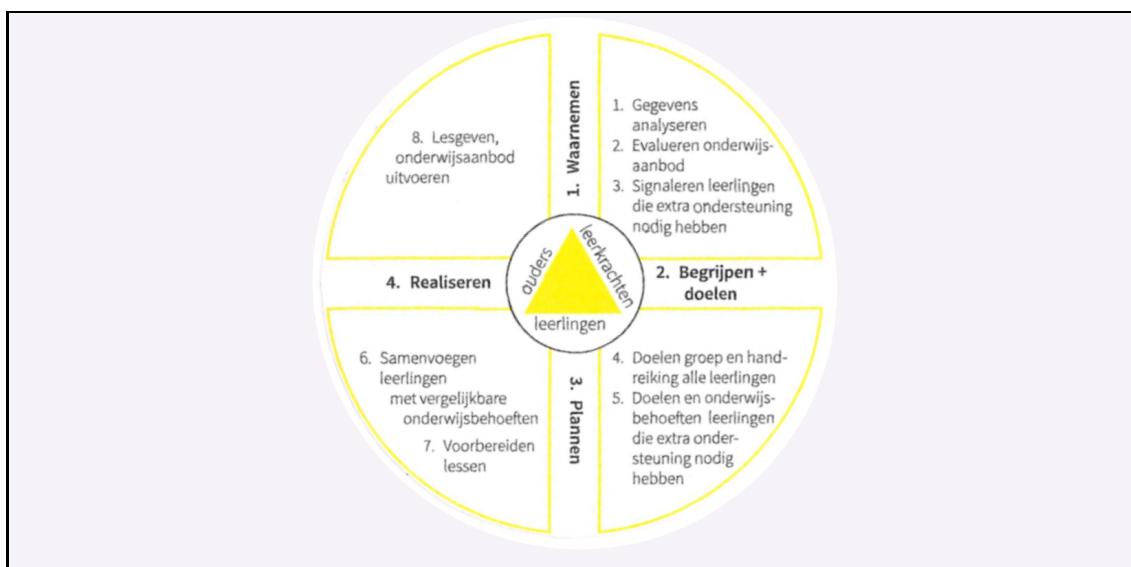 1. Waarnemen
1. Gegevens
analyseren
2. Evalueren onderwijs-
aanbod
3. Signaleren leerlingen
die extra ondersteuning
nodig hebben
2. Begrijpen +
doelen
4. Doelen groep en hand-
reiking alle leerlingen
5. Doelen en onderwijs-
behoeften leerlingen
die extra onder-
steuning nodig
hebben
3. Plannen
6. Samenvoegen
leerlingen
met vergelijkbare
onderwijsbehoeften
7. Voorbereiden
lessen
4. Realiseren
8. Lesgeven,
onderwijsaanbod
uitvoeren
ouders
leerkrachten
leerlingen